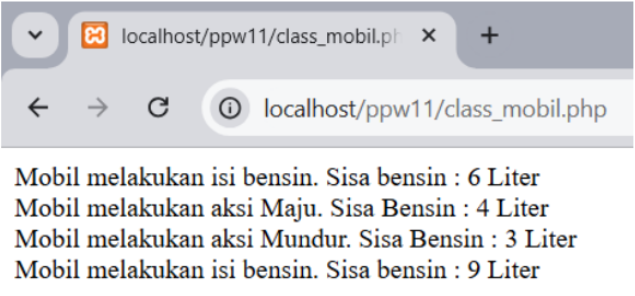 localhost/ppw11/class_mobil.ph
localhost/ppw11/class_mobil.php
Mobil melakukan isi bensin. Sisa bensin : 6 Liter
Mobil melakukan aksi Maju. Sisa Bensin : 4 Liter
Mobil melakukan aksi Mundur. Sisa Bensin : 3 Liter
Mobil melakukan isi bensin. Sisa bensin : 9 Liter